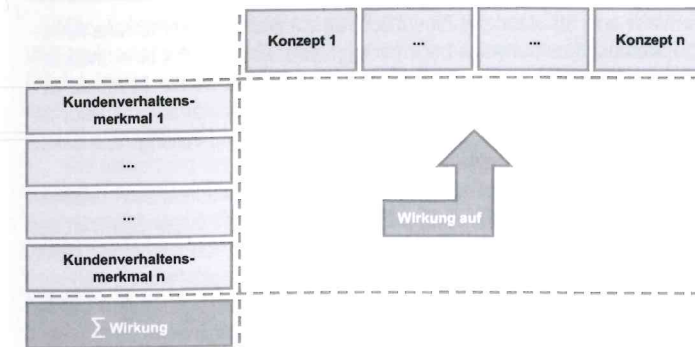 Konzept 1
...
...
Konzept m
Kundenverhaltens-
merkmal 1
...
...
Kundenverhaltens-
merkmal n
Wirkung auf
∑ Wirkung